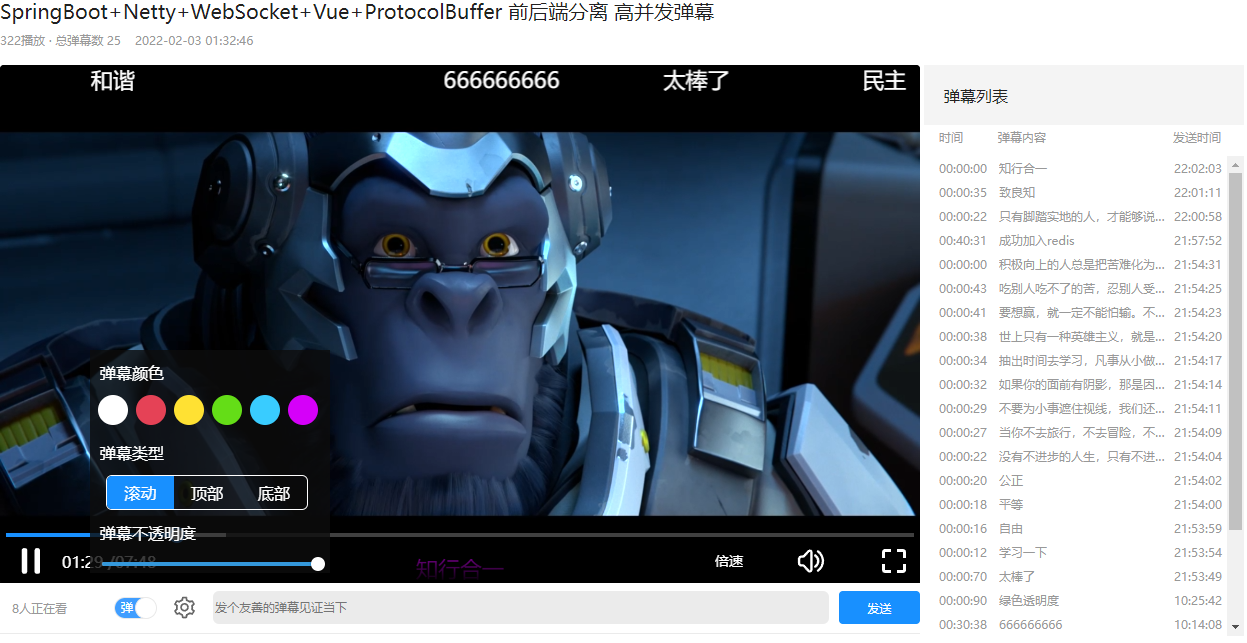 SpringBoot+Netty+WebSocket+Vue+ProtocolBuffer 前后端分离 高并发弹幕
322播放 · 总弹幕数 25 2022-02-03 01:32:46
和谐 666666666 太棒了 民主
弹幕颜色
弹幕类型
滚动 顶部 底部
弹幕不透明度
01:29 /07:48
知行合一
倍速
8人正在看
弹
发个友善的弹幕见证当下
发送
弹幕列表
时间 弹幕内容 发送时间
00:00:00 知行合一 22:02:03
00:00:35 致良知 22:01:11
00:00:22 只有脚踏实地的人，才能够说... 22:00:58
00:40:31 成功加入redis 21:57:52
00:00:00 积极向上的人总是把苦难化为... 21:54:31
00:00:43 吃别人吃不了的苦，忍别人受... 21:54:25
00:00:41 要想赢，就一定不能怕输。不... 21:54:23
00:00:38 世上只有一种英雄主义，就是... 21:54:20
00:00:34 抽出时间去学习，凡事从小做... 21:54:17
00:00:32 如果你的面前有阴影，那是因... 21:54:14
00:00:29 不要为小事遮住视线，我们还... 21:54:11
00:00:27 当你不去旅行，不去冒险，不... 21:54:09
00:00:22 没有不进步的人生，只有不进... 21:54:04
00:00:20 公正 21:54:02
00:00:18 平等 21:54:00
00:00:16 自由 21:53:59
00:00:12 学习一下 21:53:54
00:00:70 太棒了 21:53:49
00:00:90 绿色透明度 10:25:42
00:30:38 666666666 10:14:08